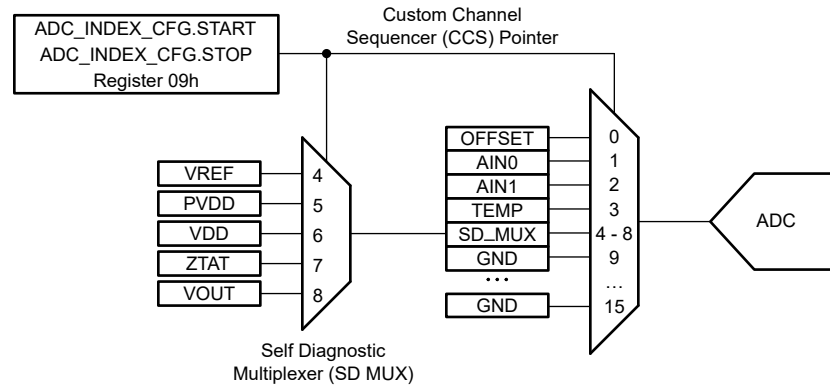 ADC_INDEX_CFG.START
ADC_INDEX_CFG.STOP
Register 09h
Custom Channel
Sequencer (CCS) Pointer
VREF
PVDD
VDD
ZTAT
VOUT
4
5
6
7
8
Self Diagnostic
Multiplexer (SD MUX)
OFFSET
AIN0
AIN1
TEMP
SD_MUX
GND
...
GND
0
1
2
3
4 - 8
9
...
15
ADC